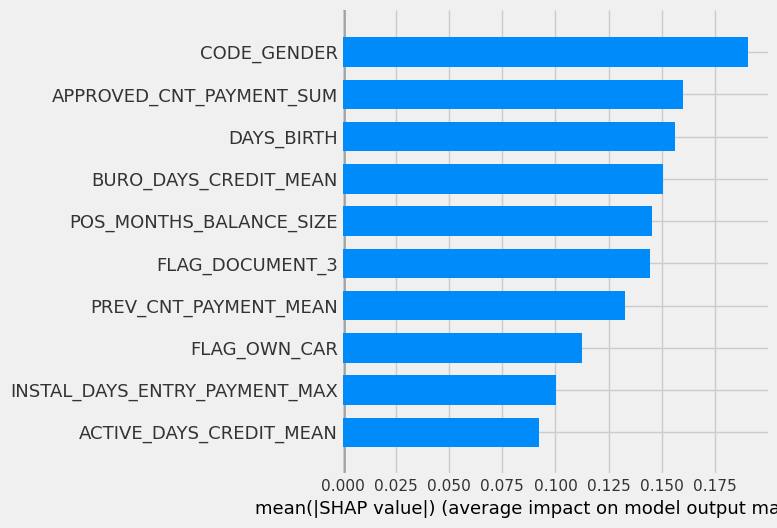 CODE_GENDER
APPROVED_CNT_PAYMENT_SUM
DAYS_BIRTH
BURO_DAYS_CREDIT_MEAN
POS_MONTHS_BALANCE_SIZE
FLAG_DOCUMENT_3
PREV_CNT_PAYMENT_MEAN
FLAG_OWN_CAR
INSTAL_DAYS_ENTRY_PAYMENT_MAX
ACTIVE_DAYS_CREDIT_MEAN
0.000 0.025 0.050 0.075 0.100 0.125 0.150 0.175
mean(|SHAP value|) (average impact on model output ma